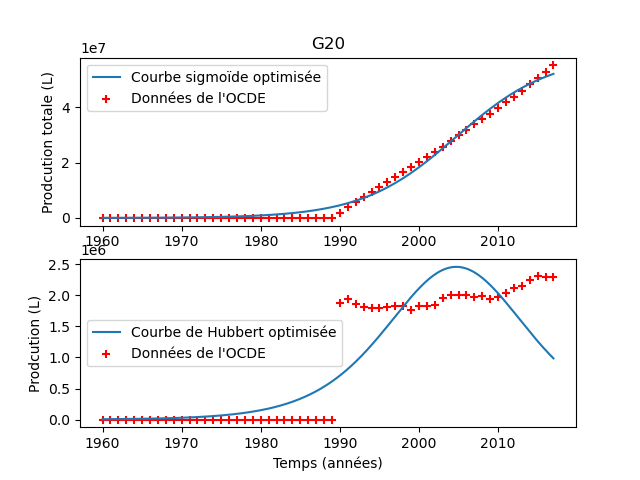 G20
1e7
Prodcution totale (L)
4
2
0
Courbe sigmoïde optimisée
Données de l'OCDE
1960 1970 1980 1990 2000 2010
1e6
Prodcution (L)
2.5
2.0
1.5
1.0
0.5
0.0
Courbe de Hubbert optimisée
Données de l'OCDE
1960 1970 1980 1990 2000 2010
Temps (années)